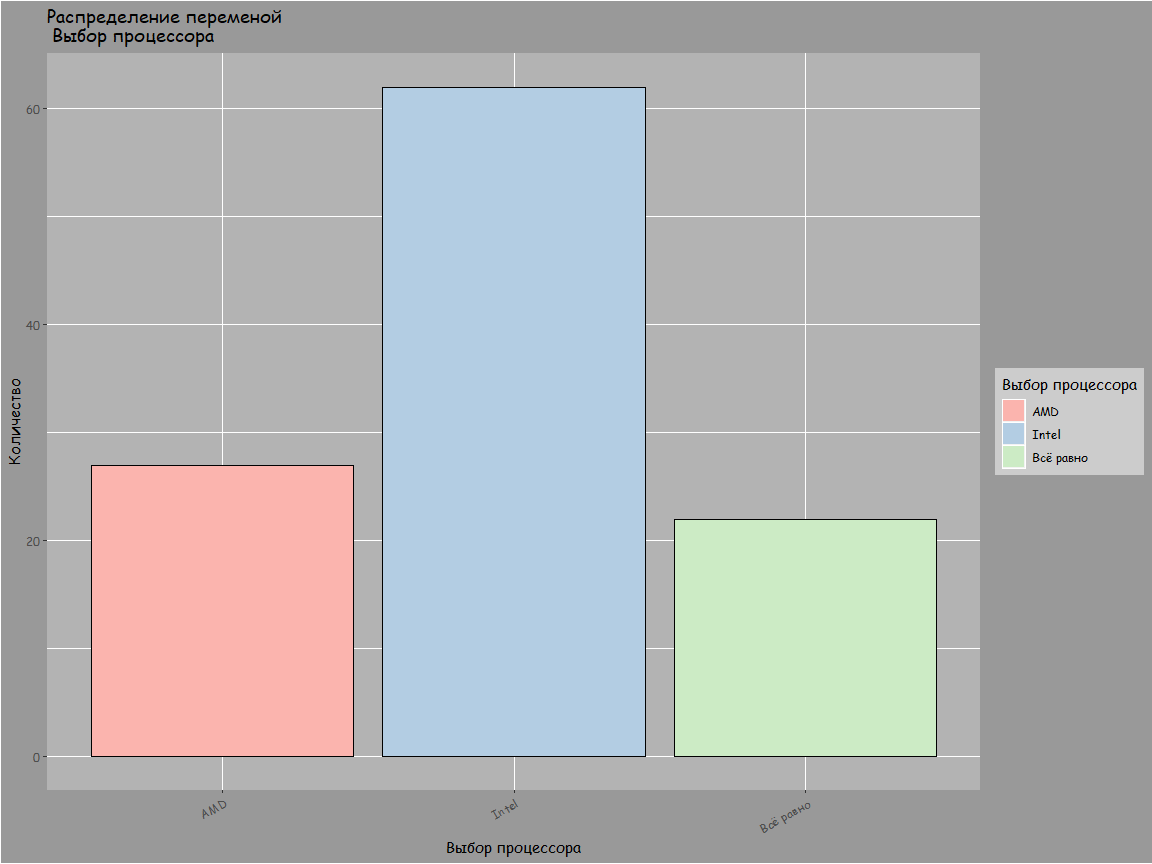 Распределение переменой
Выбор процессора
60
40
20
0
Количество
AMD
Intel
Всё равно
Выбор процессора
Выбор процессора
AMD
Intel
Всё равно